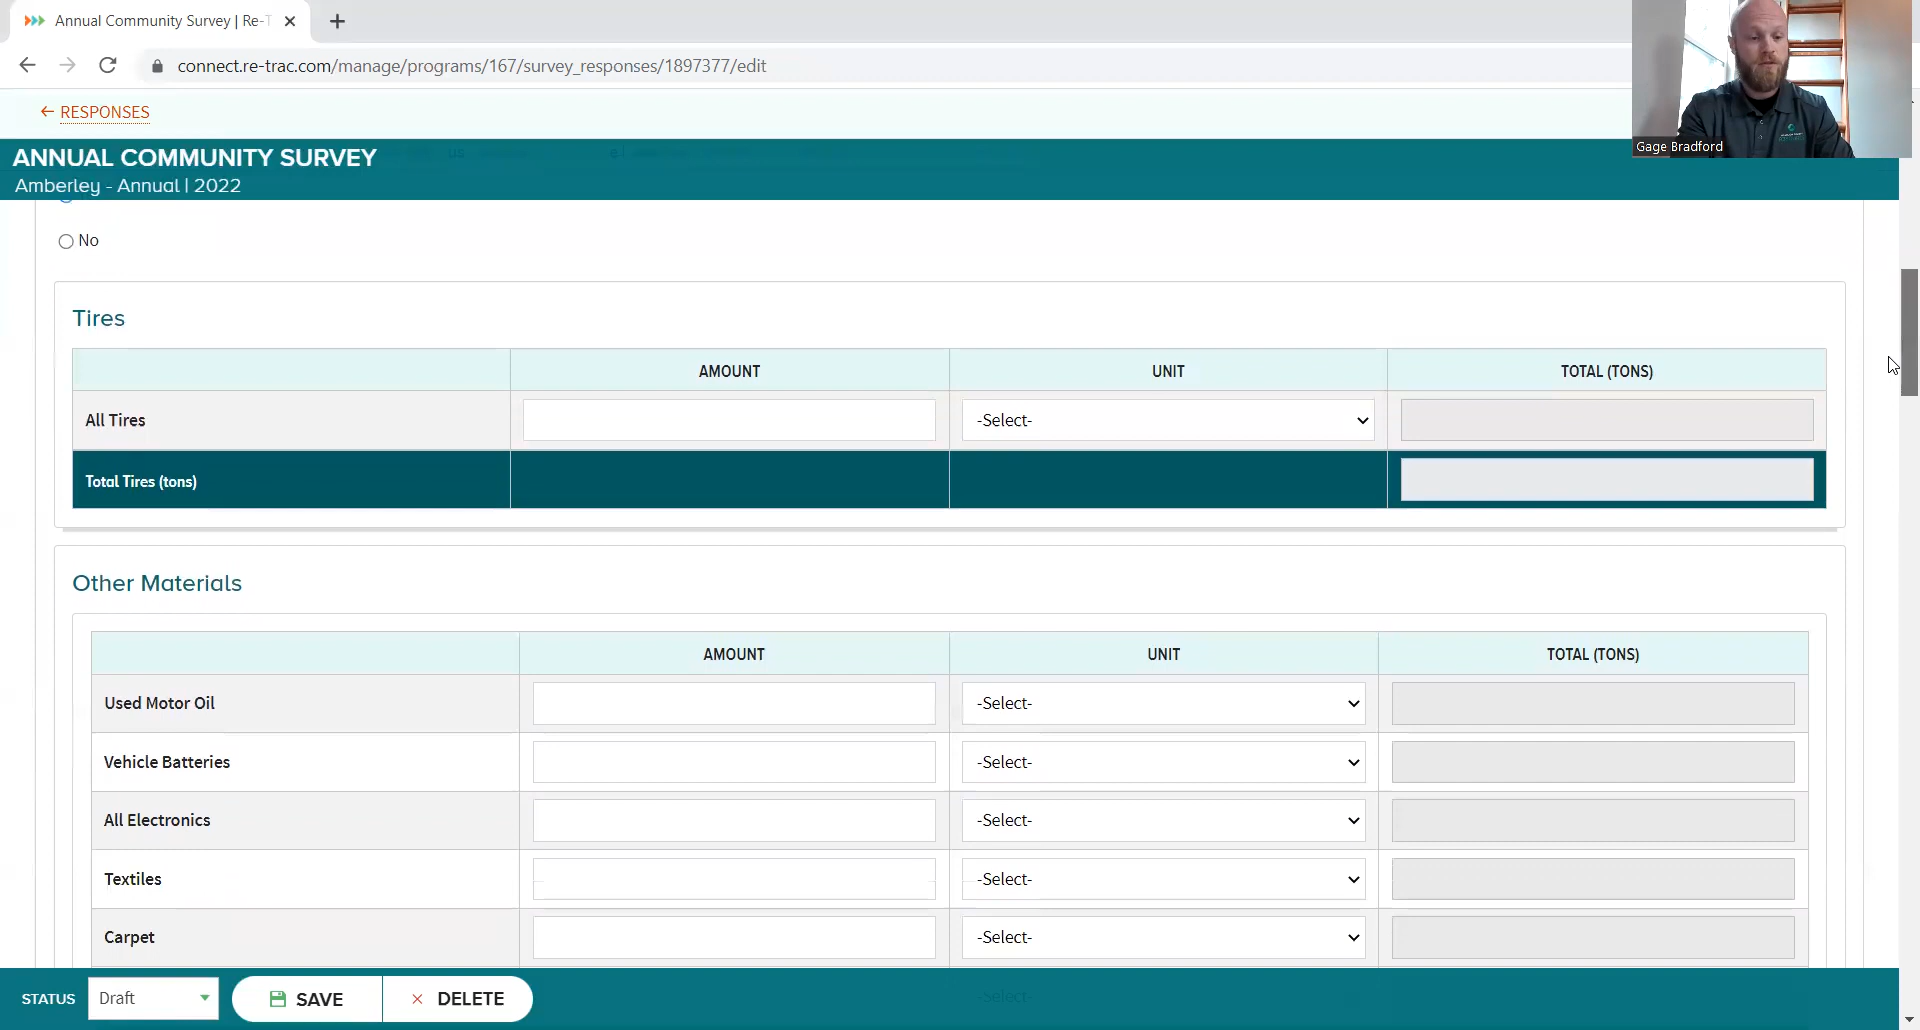 Annual Community Survey | Re-T
connect.re-trac.com/manage/programs/167/survey_responses/1897377/edit
RESPONSES
Gage Bradford
ANNUAL COMMUNITY SURVEY
Amberley - Annual | 2022
No
Tires
AMOUNT UNIT TOTAL (TONS)
All Tires -Select-
Total Tires (tons)
Other Materials
AMOUNT UNIT TOTAL (TONS)
Used Motor Oil -Select-
Vehicle Batteries -Select-
All Electronics -Select-
Textiles -Select-
Carpet -Select-
-Select-
STATUS Draft SAVE DELETE